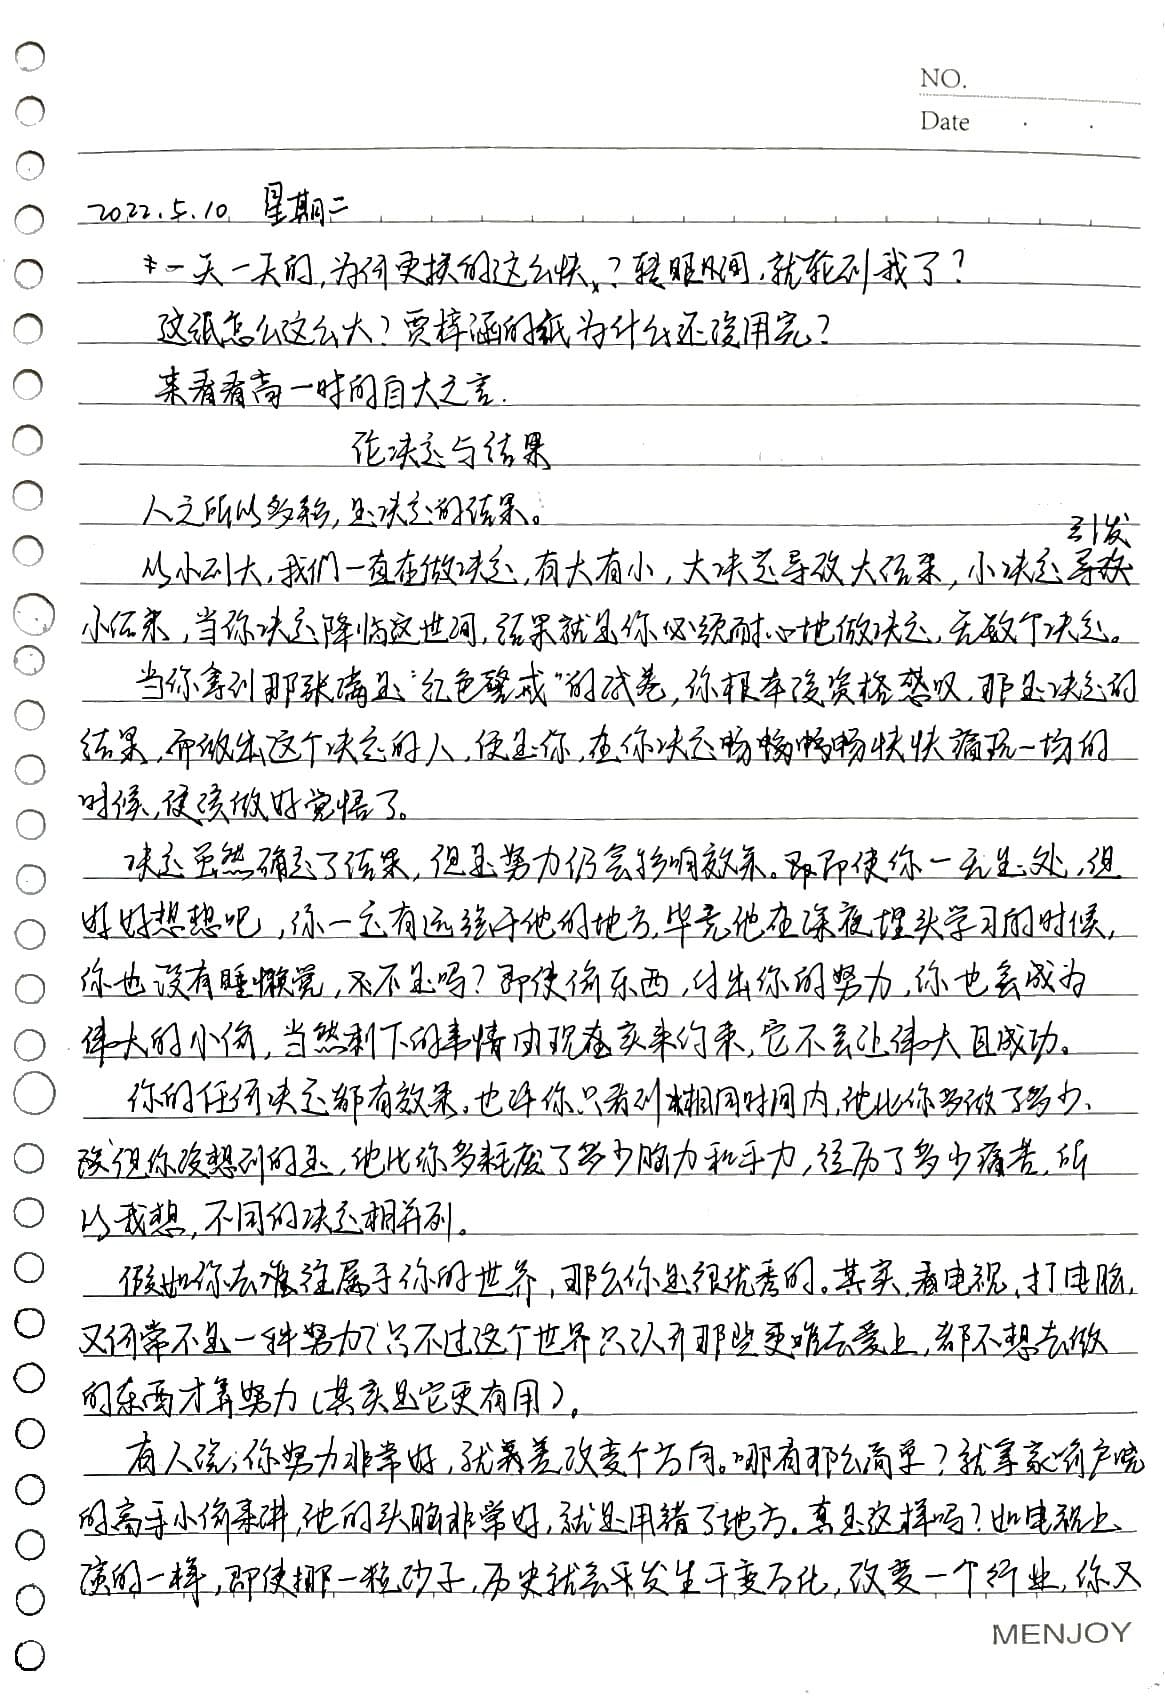 NO.
Date
2022.5.10 星期二
一天一天的,为何更换的这么快?转眼间,就轮到我了?
这纸怎么这么大?贾梓涵的纸为什么还没用完?
来看看高一时的自大之言.
论决定与结果
人之所以多彩,是决定的结果。
引发
从小到大,我们一直在做决定,有大有小,大决定导致大结果,小决定导致
小结果,当你决定降临这世间,结果就是你必须耐心地做决定,无数个决定。
当你拿到那张满是“红色警戒”的试卷,你根本没资格愁叹,那是决定的
结果,而做出这个决定的人,便是你,在你决定畅畅快快痛玩一场的
时候,便该做好觉悟了。
决定虽然确定了结果,但是努力仍会影响效果。即使你一无是处,但
好好想想吧,你一定有远强于他的地方,毕竟他在深夜埋头学习的时候,
你也没有睡懒觉,不是吗?即使偷东西,付出你的努力,你也会成为
伟大的小偷,当然剩下的事情由现实来约束,它不会让伟大且成功。
你的任何决定都有效果。也许你只看到相同时间内,他比你多做了多少,
但你没想到的是,他比你多耗废了多少脑力和手力,经历了多少痛苦,所
以我想,不同的决定相并列。
假如你去准往属于你的世界,那么你是很优秀的。其实,看电视,打电脑,
又何常不是一种努力?只不过这个世界只认可那些更难去爱上,都不想去做
的东西才算努力(其实是它更有用)。
有人说:你努力非常好,就差改变个方向。哪有那么简单?就拿家喻户晓
的高手小偷来讲,他的头脑非常好,就是用错了地方。真是这样吗?如电视上
演的一样,即使挪一粒沙子,历史就会发生千变万化,改变一个行业,你又
MENJOY